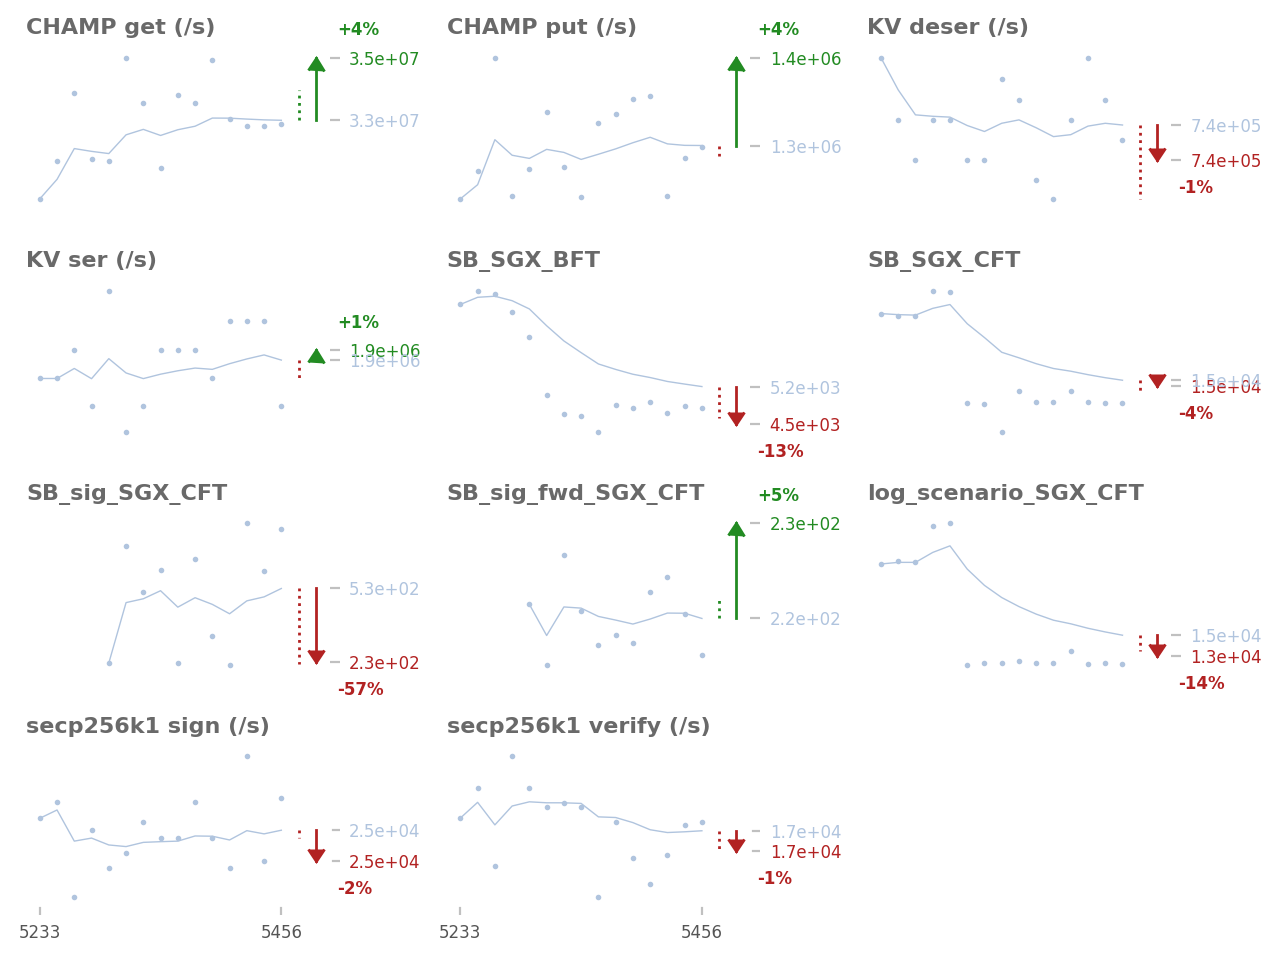 CHAMP get (/s)
+4%
3.5e+07
3.3e+07
CHAMP put (/s)
+4%
1.4e+06
1.3e+06
KV deser (/s)
7.4e+05
7.4e+05
-1%
KV ser (/s)
+1%
1.9e+06
1.9e+06
SB_SGX_BFT
5.2e+03
4.5e+03
-13%
SB_SGX_CFT
1.5e+04
1.5e+04
-4%
SB_sig_SGX_CFT
5.3e+02
2.3e+02
-57%
SB_sig_fwd_SGX_CFT
+5%
2.3e+02
2.2e+02
log_scenario_SGX_CFT
1.5e+04
1.3e+04
-14%
secp256k1 sign (/s)
2.5e+04
2.5e+04
-2%
5233
5456
secp256k1 verify (/s)
1.7e+04
1.7e+04
-1%
5233
5456